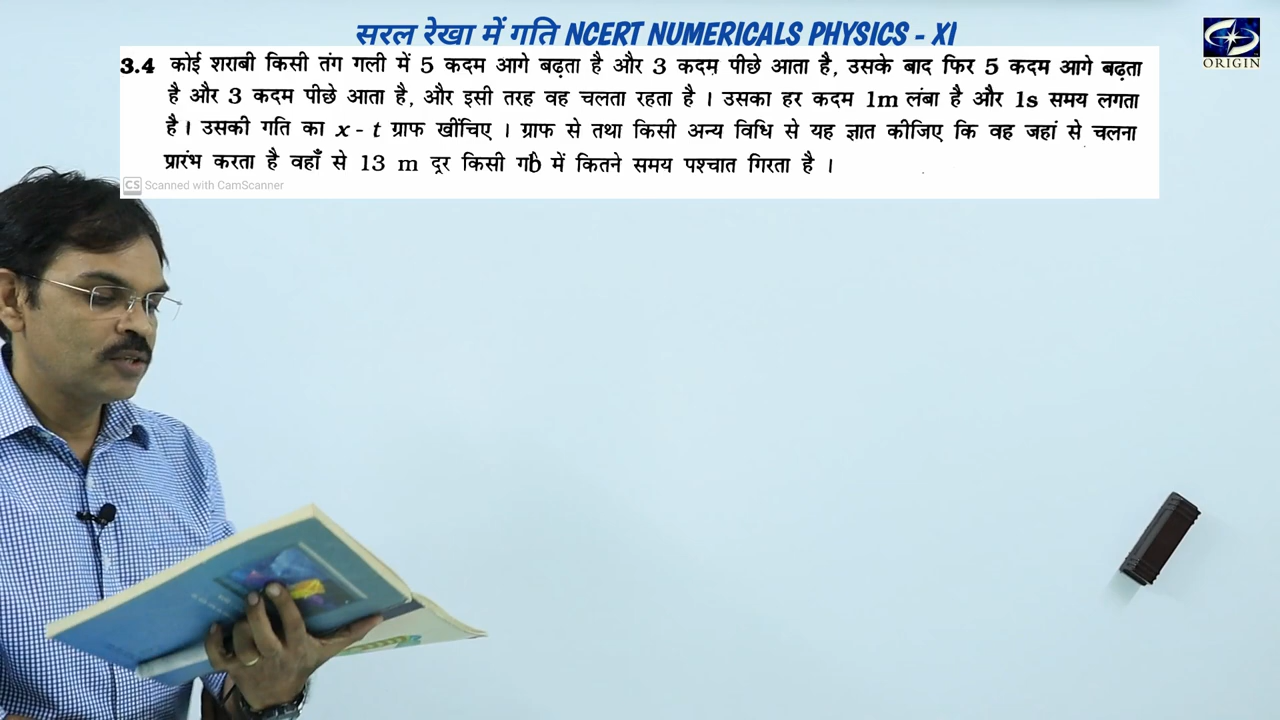 सरल रेखा में गति NCERT NUMERICALS PHYSICS - XI
ORIGIN
3.4 कोई शराबी किसी तंग गली में 5 कदम आगे बढ़ता है और 3 कदम पीछे आता है, उसके बाद फिर 5 कदम आगे बढ़ता
है और 3 कदम पीछे आता है, और इसी तरह वह चलता रहता है । उसका हर कदम 1m लंबा है और 1s समय लगता
है। उसकी गति का x - t ग्राफ खींचिए । ग्राफ से तथा किसी अन्य विधि से यह ज्ञात कीजिए कि वह जहां से चलना
प्रारंभ करता है वहाँ से 13 m दूर किसी में कितने समय पश्चात गिरता है ।
CS Scanned with CamScanner